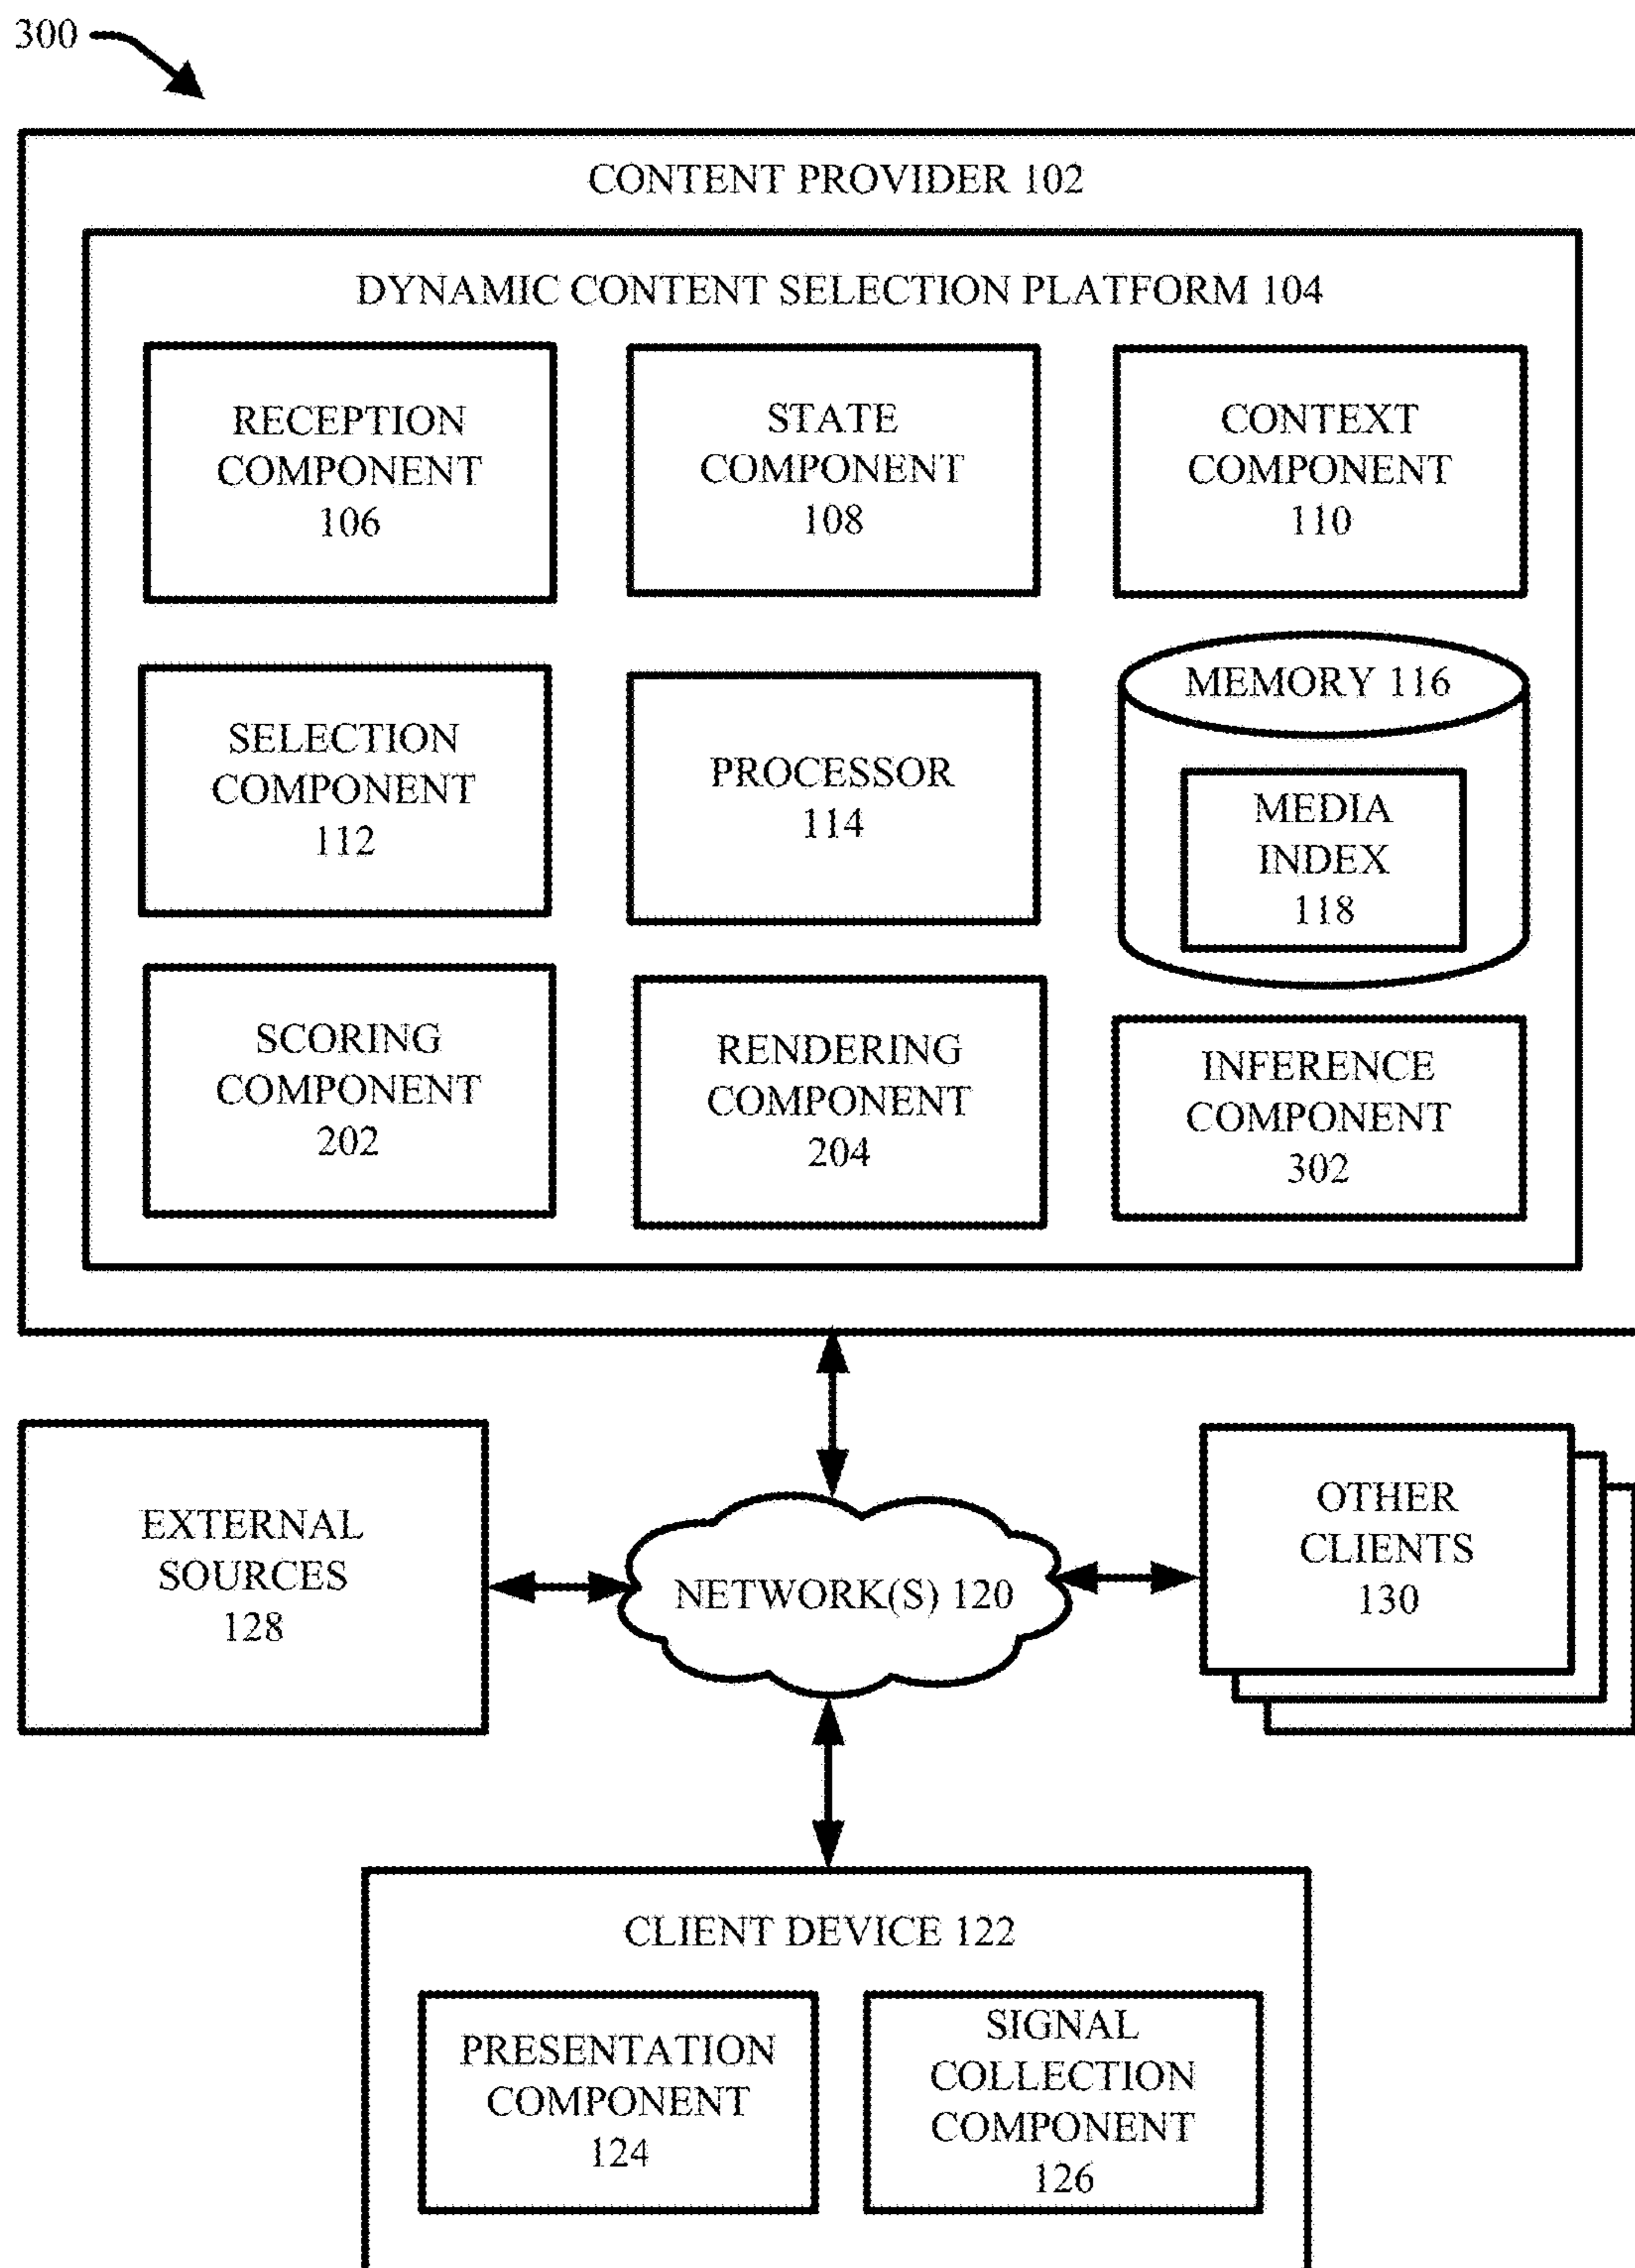 300
CONTENT PROVIDER 102
DYNAMIC CONTENT SELECTION PLATFORM 104
RECEPTION
COMPONENT
106
STATE
COMPONENT
108
CONTEXT
COMPONENT
110
SELECTION
COMPONENT
112
PROCESSOR
114
MEMORY 116
MEDIA
INDEX
118
SCORING
COMPONENT
202
RENDERING
COMPONENT
204
INFERENCE
COMPONENT
302
EXTERNAL
SOURCES
128
NETWORK(S) 120
OTHER
CLIENTS
130
CLIENT DEVICE 122
PRESENTATION
COMPONENT
124
SIGNAL
COLLECTION
COMPONENT
126